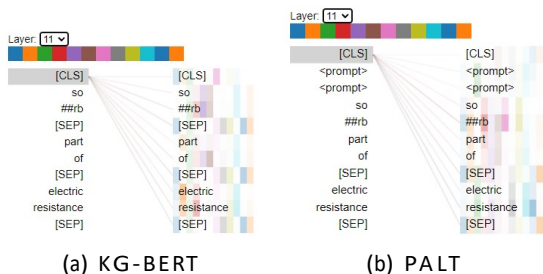 Layer: 11
[CLS] [CLS]
so so
##rb ##rb
[SEP] [SEP]
part part
of of
[SEP] [SEP]
electric electric
resistance resistance
[SEP] [SEP]
(a) KG-BERT
Layer: 11
[CLS] [CLS]
<prompt> <prompt>
<prompt> <prompt>
so so
##rb ##rb
[SEP] [SEP]
part part
of of
[SEP] [SEP]
electric electric
resistance resistance
[SEP] [SEP]
(b) PALT